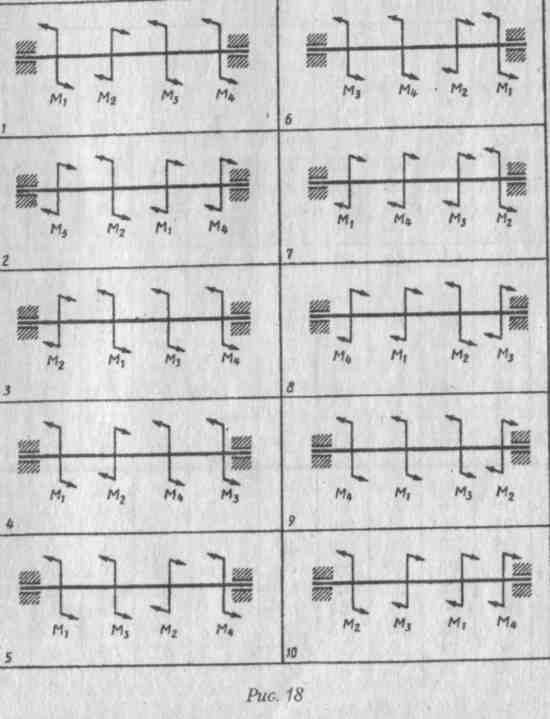 M₁ M₂ M₃ M₄
1
M₃ M₄ M₂ M₁
6
M₃ M₂ M₁ M₄
2
M₁ M₄ M₃ M₂
7
M₂ M₁ M₃ M₄
3
M₄ M₁ M₂ M₃
8
M₁ M₂ M₄ M₃
4
M₄ M₁ M₃ M₂
9
M₁ M₃ M₂ M₄
5
M₂ M₃ M₁ M₄
10
Рис. 18